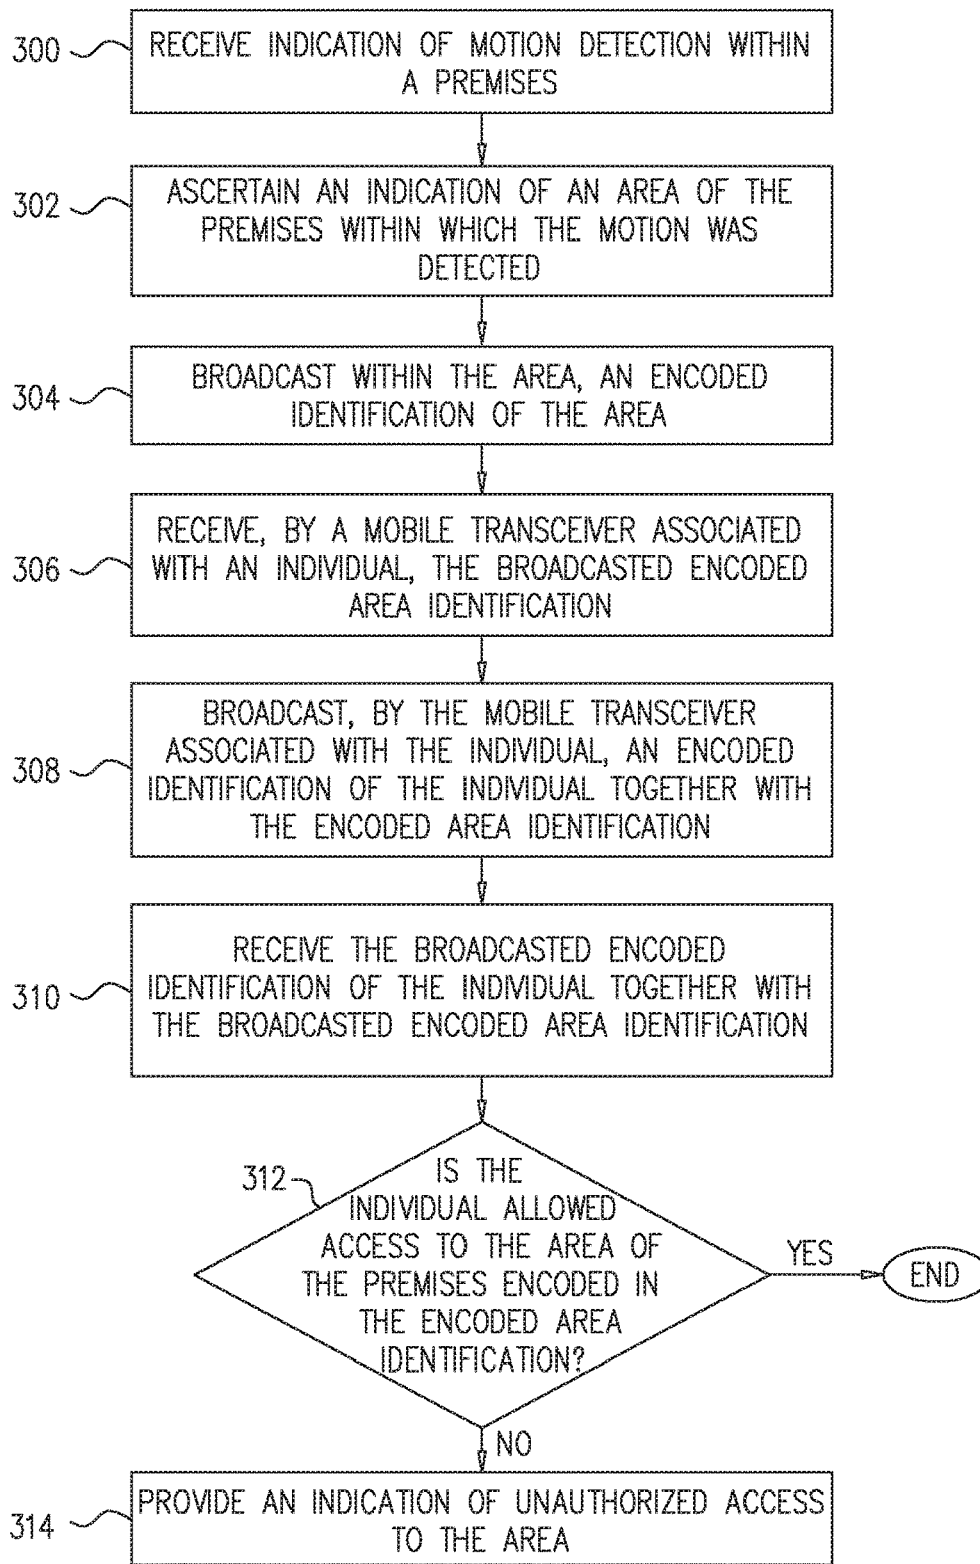 300
RECEIVE INDICATION OF MOTION DETECTION WITHIN
A PREMISES
302
ASCERTAIN AN INDICATION OF AN AREA OF THE
PREMISES WITHIN WHICH THE MOTION WAS
DETECTED
304
BROADCAST WITHIN THE AREA, AN ENCODED
IDENTIFICATION OF THE AREA
306
RECEIVE, BY A MOBILE TRANSCEIVER ASSOCIATED
WITH AN INDIVIDUAL, THE BROADCASTED ENCODED
AREA IDENTIFICATION
308
BROADCAST, BY THE MOBILE TRANSCEIVER
ASSOCIATED WITH THE INDIVIDUAL, AN ENCODED
IDENTIFICATION OF THE INDIVIDUAL TOGETHER WITH
THE ENCODED AREA IDENTIFICATION
310
RECEIVE THE BROADCASTED ENCODED
IDENTIFICATION OF THE INDIVIDUAL TOGETHER WITH
THE BROADCASTED ENCODED AREA IDENTIFICATION
312
IS THE
INDIVIDUAL ALLOWED
ACCESS TO THE AREA OF
THE PREMISES ENCODED IN
THE ENCODED AREA
IDENTIFICATION?
YES
END
NO
314
PROVIDE AN INDICATION OF UNAUTHORIZED ACCESS
TO THE AREA